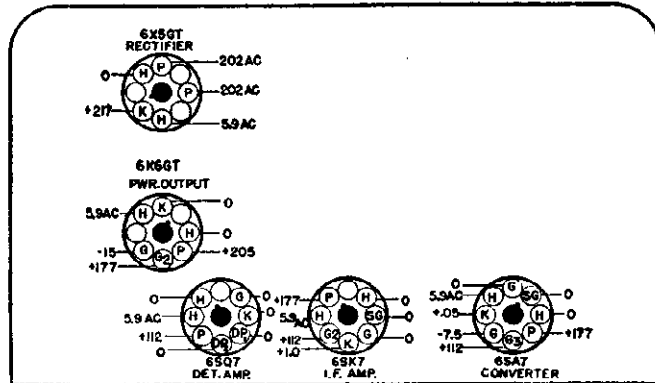 6X5GT
RECTIFIER
P 202AC
0 H
P 202AC
+217 K
H 5.9AC
6K6GT
PWR.OUTPUT
K 0
5.9AC H
H 0
-15 G
G2 P +205
+177
0 H G 0
5.9 AC H K 0
+112 P DP DP 0
0
6SQ7
DET. AMP.
+177 P H 0
5.9 AC H SG 0
+112 G2 G 0
+1.0 K
6SK7
I.F. AMP.
0 G
5.9AC H SG 0
+.05 K H 0
-7.5 G P +177
+112 G3
6SA7
CONVERTER